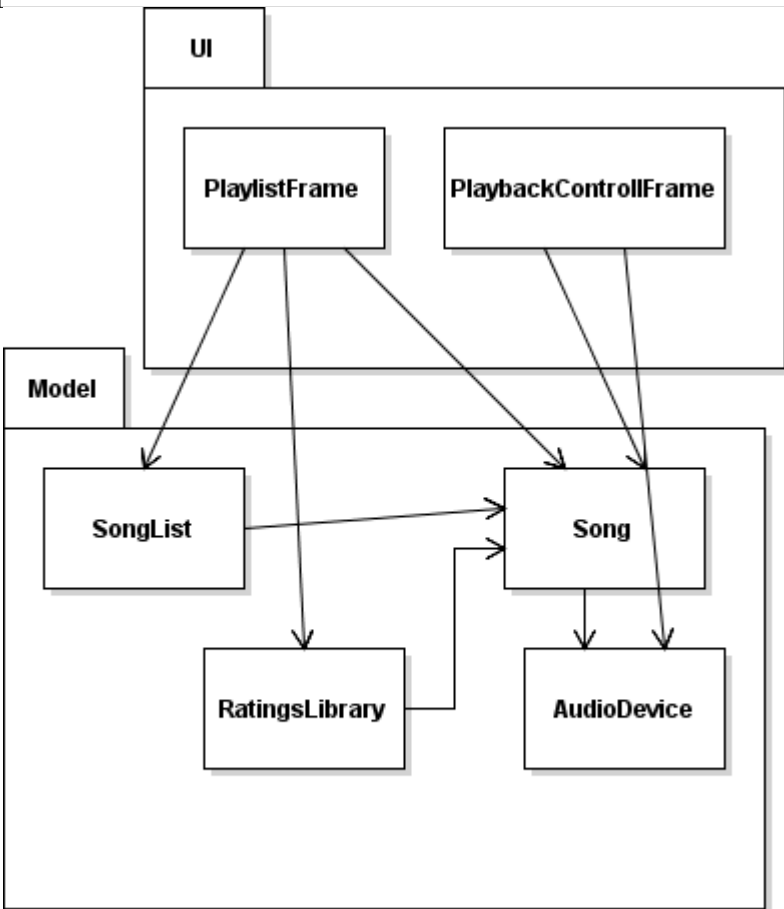 UI
PlaylistFrame
PlaybackControllFrame
Model
SongList
Song
RatingsLibrary
AudioDevice